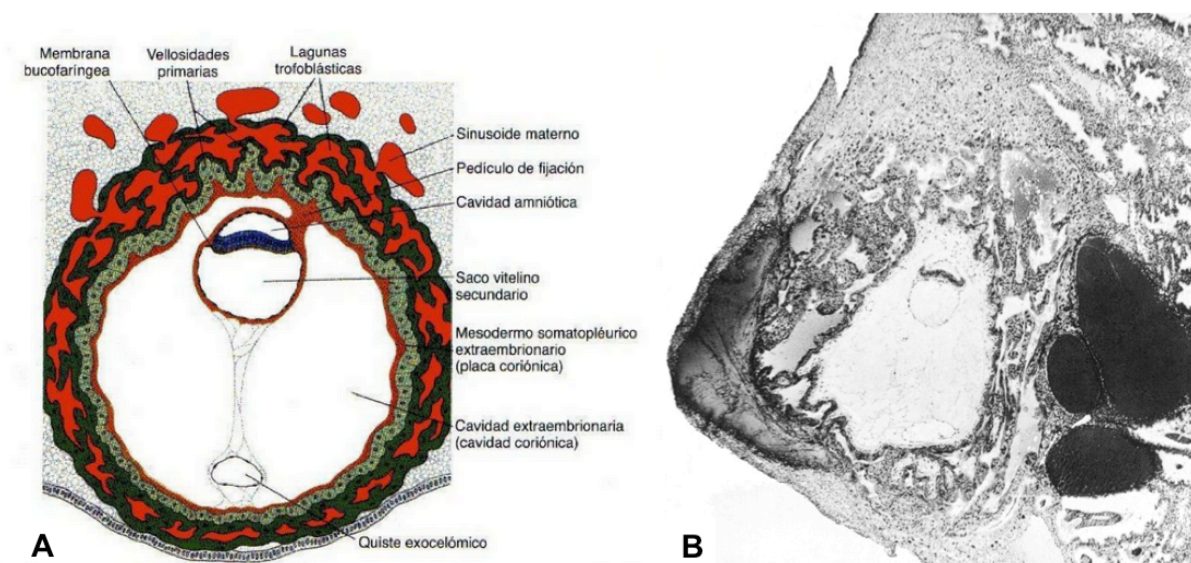 Membrana
bucofaríngea
Vellosidades
primarias
Lagunas
trofoblásticas
Sinusoide materno
Pedículo de fijación
Cavidad amniótica
Saco vitelino
secundario
Mesodermo somatopléurico
extraembrionario
(placa coriónica)
Cavidad extraembrionaria
(cavidad coriónica)
Quiste exocelómico
A
B